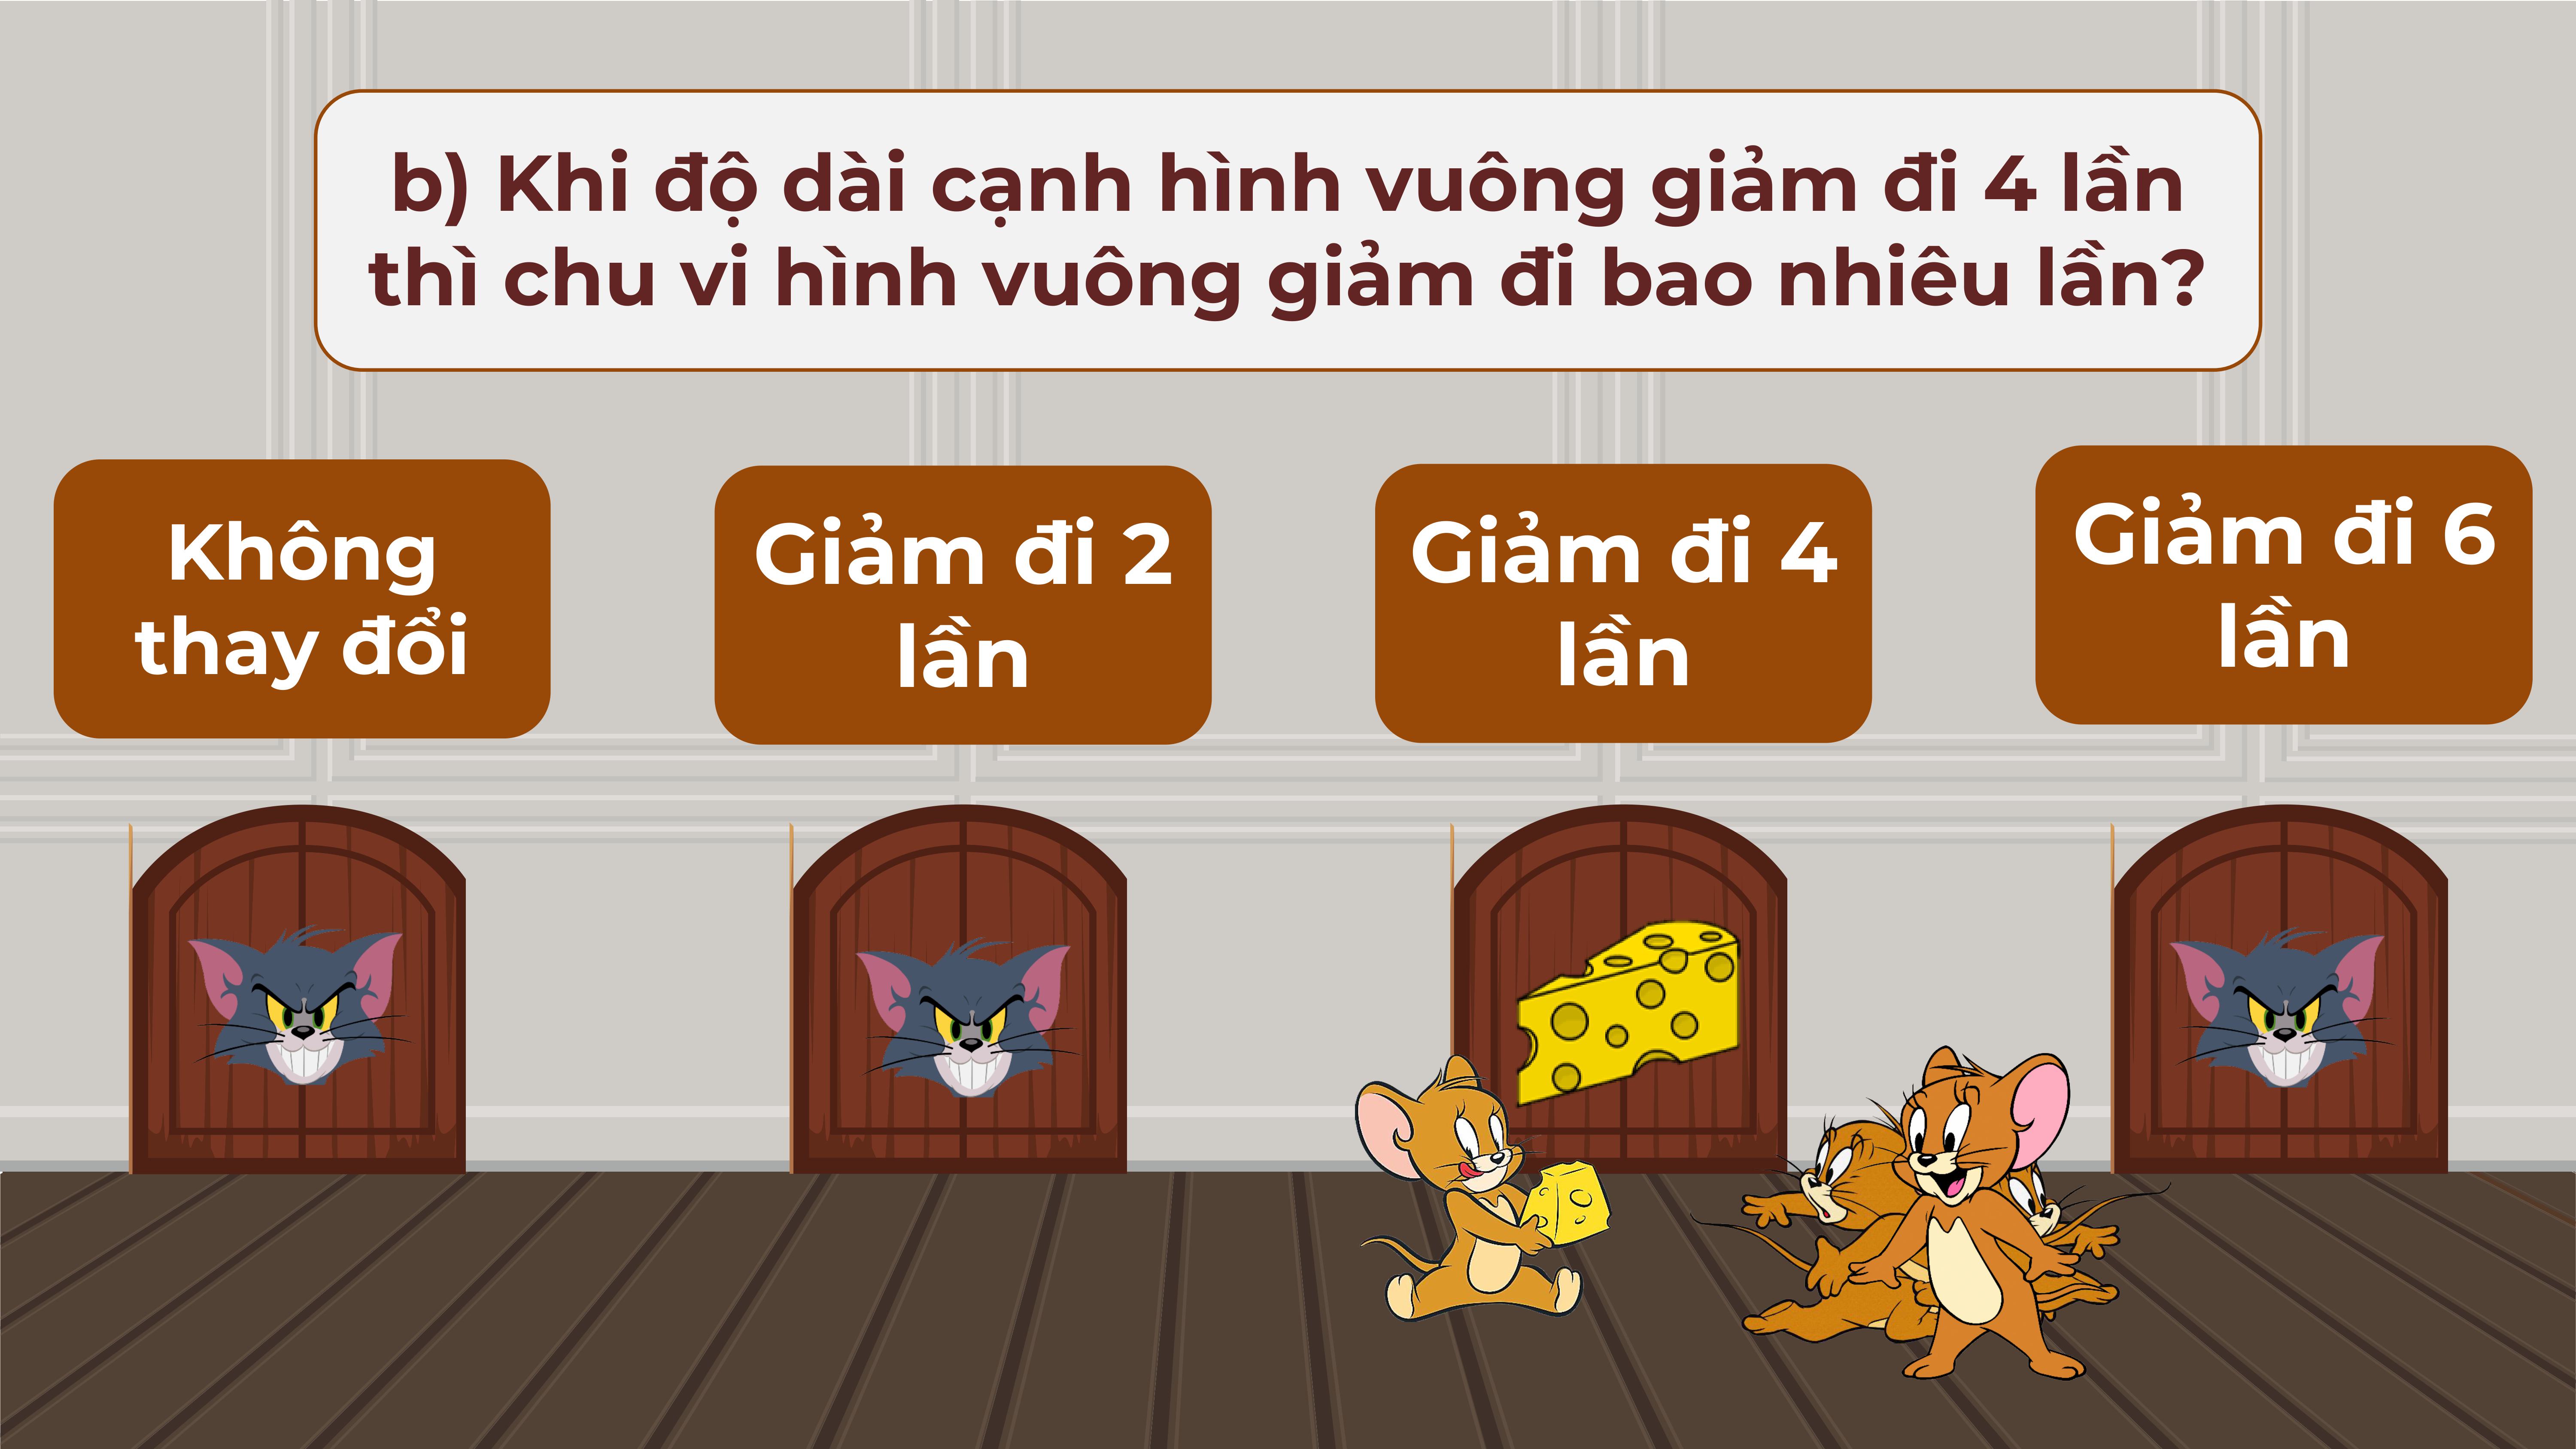 b) Khi độ dài cạnh hình vuông giảm đi 4 lần
thì chu vi hình vuông giảm đi bao nhiêu lần?
Không
thay đổi
Giảm đi 2
lần
Giảm đi 4
lần
Giảm đi 6
lần